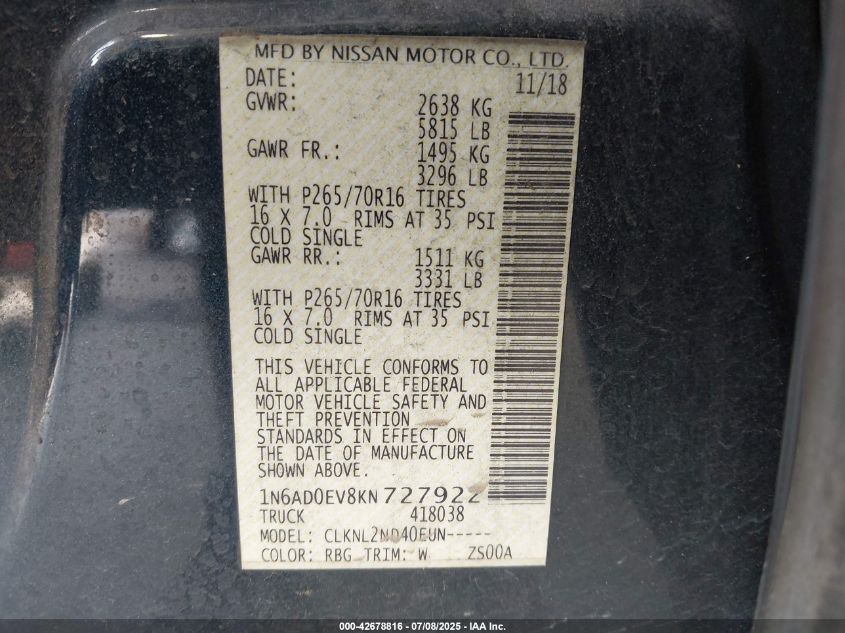 MFD BY NISSAN MOTOR CO., LTD.
DATE: 11/18
GVWR: 2638 KG
5815 LB
GAWR FR.: 1495 KG
3296 LB
WITH P265/70R16 TIRES
16 X 7.0 RIMS AT 35 PSI
COLD SINGLE
GAWR RR.: 1511 KG
3331 LB
WITH P265/70R16 TIRES
16 X 7.0 RIMS AT 35 PSI
COLD SINGLE
THIS VEHICLE CONFORMS TO
ALL APPLICABLE FEDERAL
MOTOR VEHICLE SAFETY AND
THEFT PREVENTION
STANDARDS IN EFFECT ON
THE DATE OF MANUFACTURE
SHOWN ABOVE.
1N6AD0EV8KN727922
TRUCK 418038
MODEL: CLKNL2ND40EUN-----
COLOR: RBG TRIM: W ZS00A
000-42678816 - 07/08/2025 - IAA Inc.